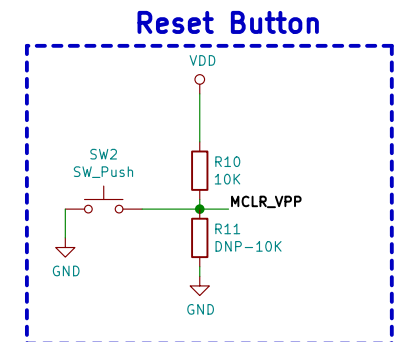 Reset Button
VDD
R10
10K
SW2
SW_Push
MCLR_VPP
R11
DNP-10K
GND
GND